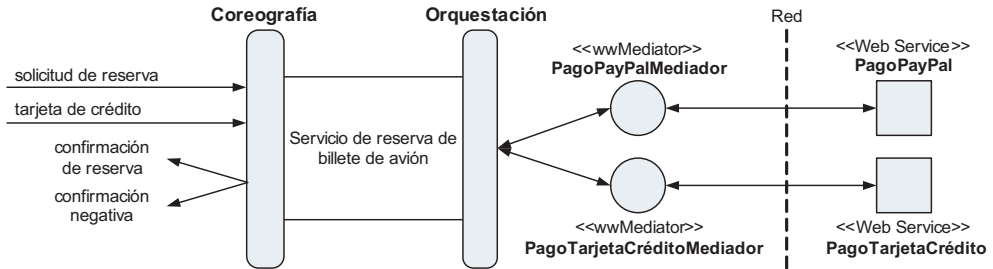 Coreografía
Orquestación
Red
<<wwMediator>>
PagoPayPalMediador
<<Web Service>>
PagoPayPal
solicitud de reserva
tarjeta de crédito
confirmación
de reserva
confirmación
negativa
Servicio de reserva de
billete de avión
<<wwMediator>>
PagoTarjetaCréditoMediador
<<Web Service>>
PagoTarjetaCrédito